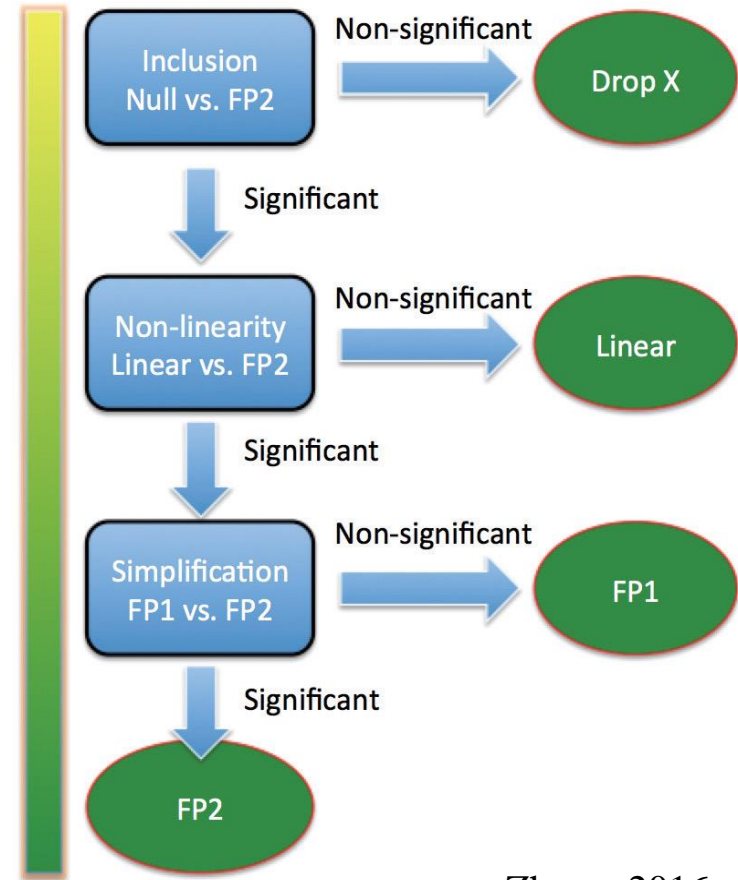 Inclusion
Null vs. FP2
Non-significant
Drop X
Significant
Non-linearity
Linear vs. FP2
Non-significant
Linear
Significant
Simplification
FP1 vs. FP2
Non-significant
FP1
Significant
FP2